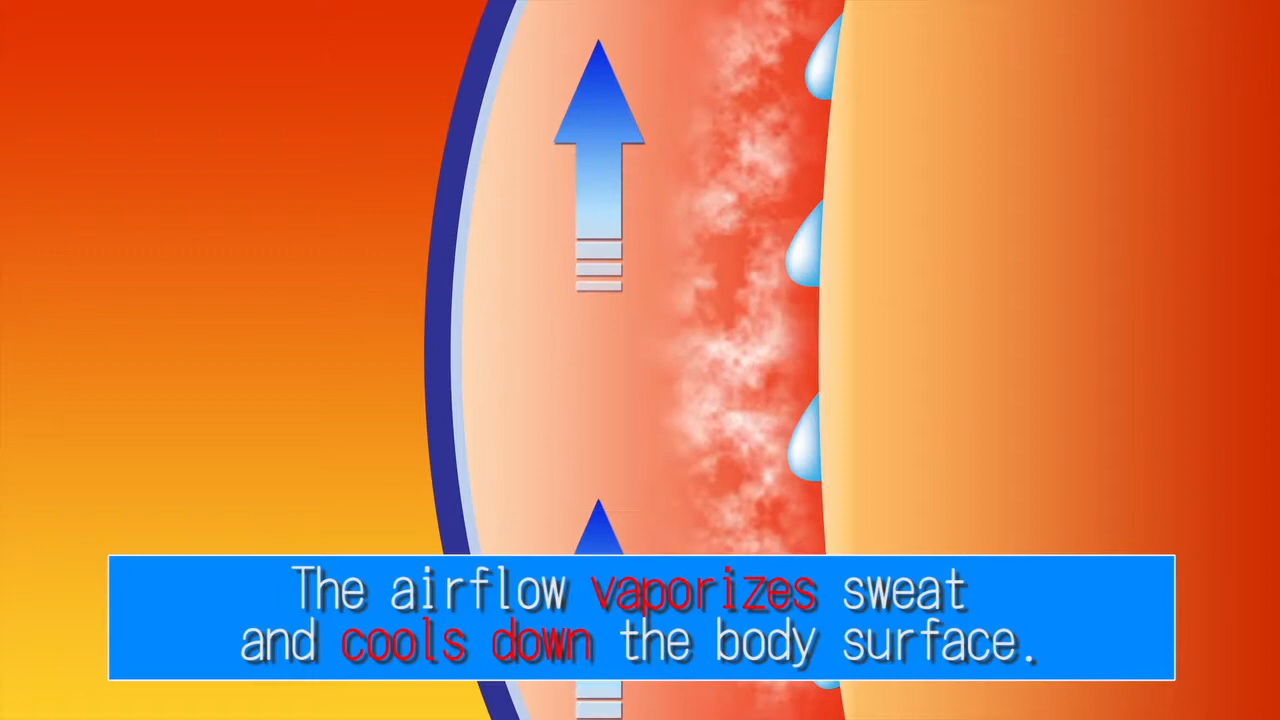 The airflow vaporizes sweat
and cools down the body surface.